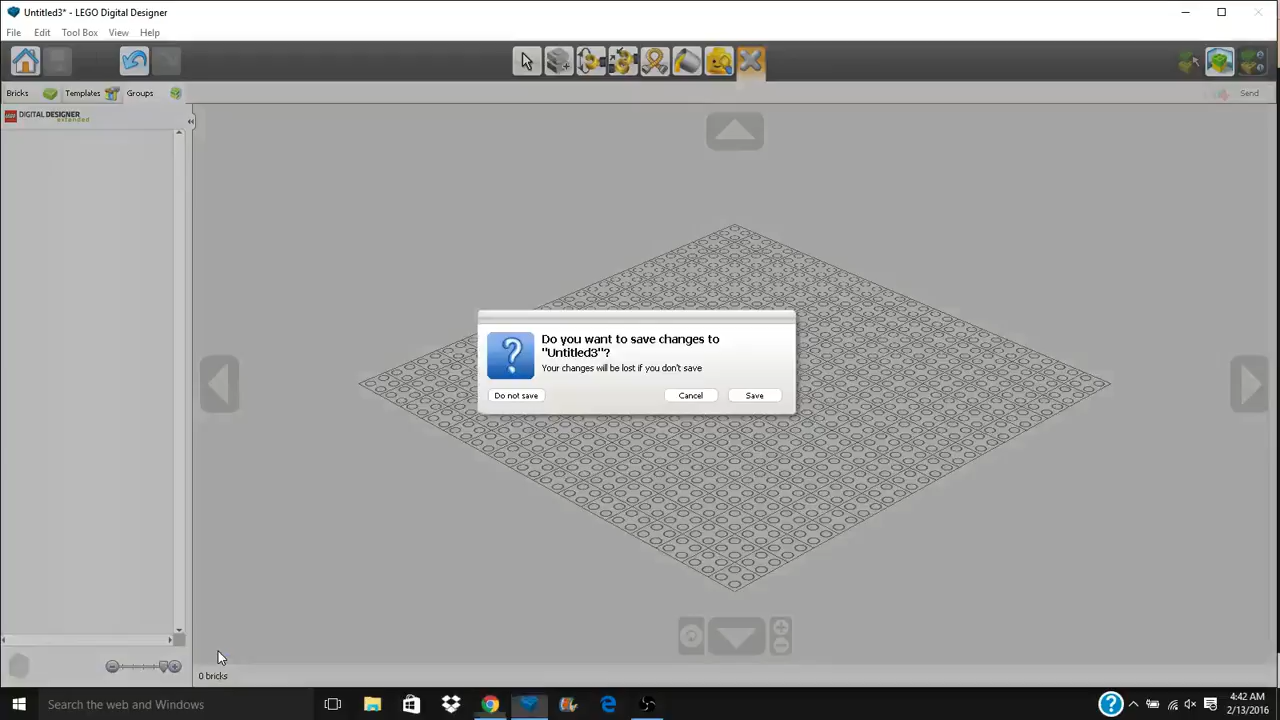 Untitled3* - LEGO Digital Designer
File Edit Tool Box View Help
Bricks Templates Groups Send
LEGO DIGITAL DESIGNER
extended
Do you want to save changes to
"Untitled3"?
Your changes will be lost if you don't save
Do not save Cancel Save
0 bricks
Search the web and Windows
4:42 AM
2/13/2016